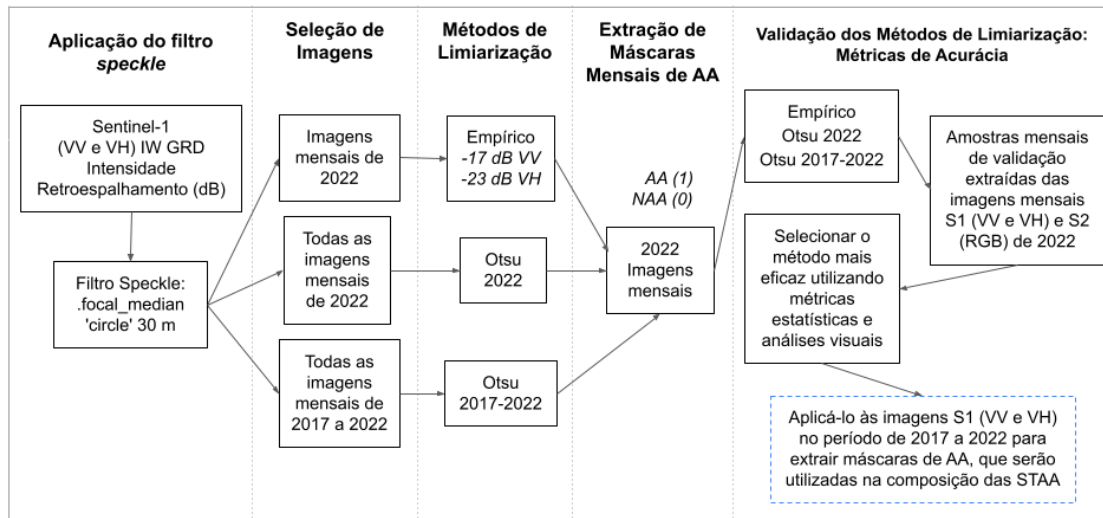 Aplicação do filtro
speckle
Sentinel-1
(VV e VH) IW GRD
Intensidade
Retroespalhamento (dB)
Filtro Speckle:
.focal_median
'circle' 30 m
Seleção de
Imagens
Imagens
mensais de
2022
Todas as
imagens
mensais
de 2022
Todas as
imagens
mensais de
2017 a 2022
Métodos de
Limiarização
Empírico
-17 dB VV
-23 dB VH
Otsu
2022
Otsu
2017-2022
Extração de
Máscaras
Mensais de AA
AA (1)
NAA (0)
2022
Imagens
mensais
Validação dos Métodos de Limiarização:
Métricas de Acurácia
Empírico
Otsu 2022
Otsu 2017-2022
Amostras mensais
de validação
extraídas das
imagens mensais
S1 (VV e VH) e S2
(RGB) de 2022
Selecionar o
método mais
eficaz utilizando
métricas
estatísticas e
análises visuais
Aplicá-lo às imagens S1 (VV e VH)
no período de 2017 a 2022 para
extrair máscaras de AA, que serão
utilizadas na composição das STAA